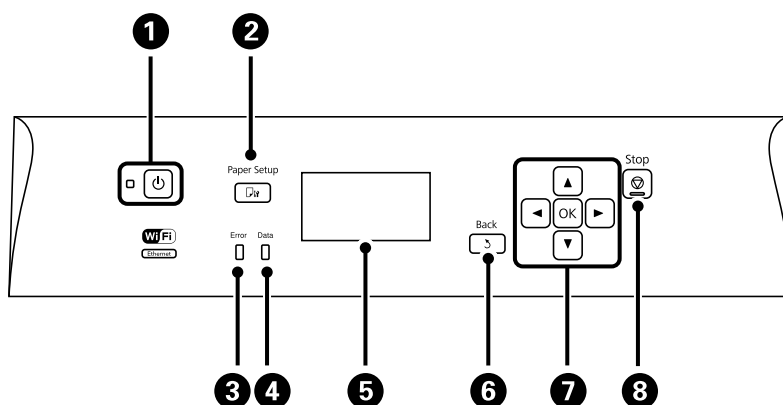 1 2
Stop
Paper Setup
OK
Back
WiFi
Error Data
Ethernet
3 4 5 6 7 8